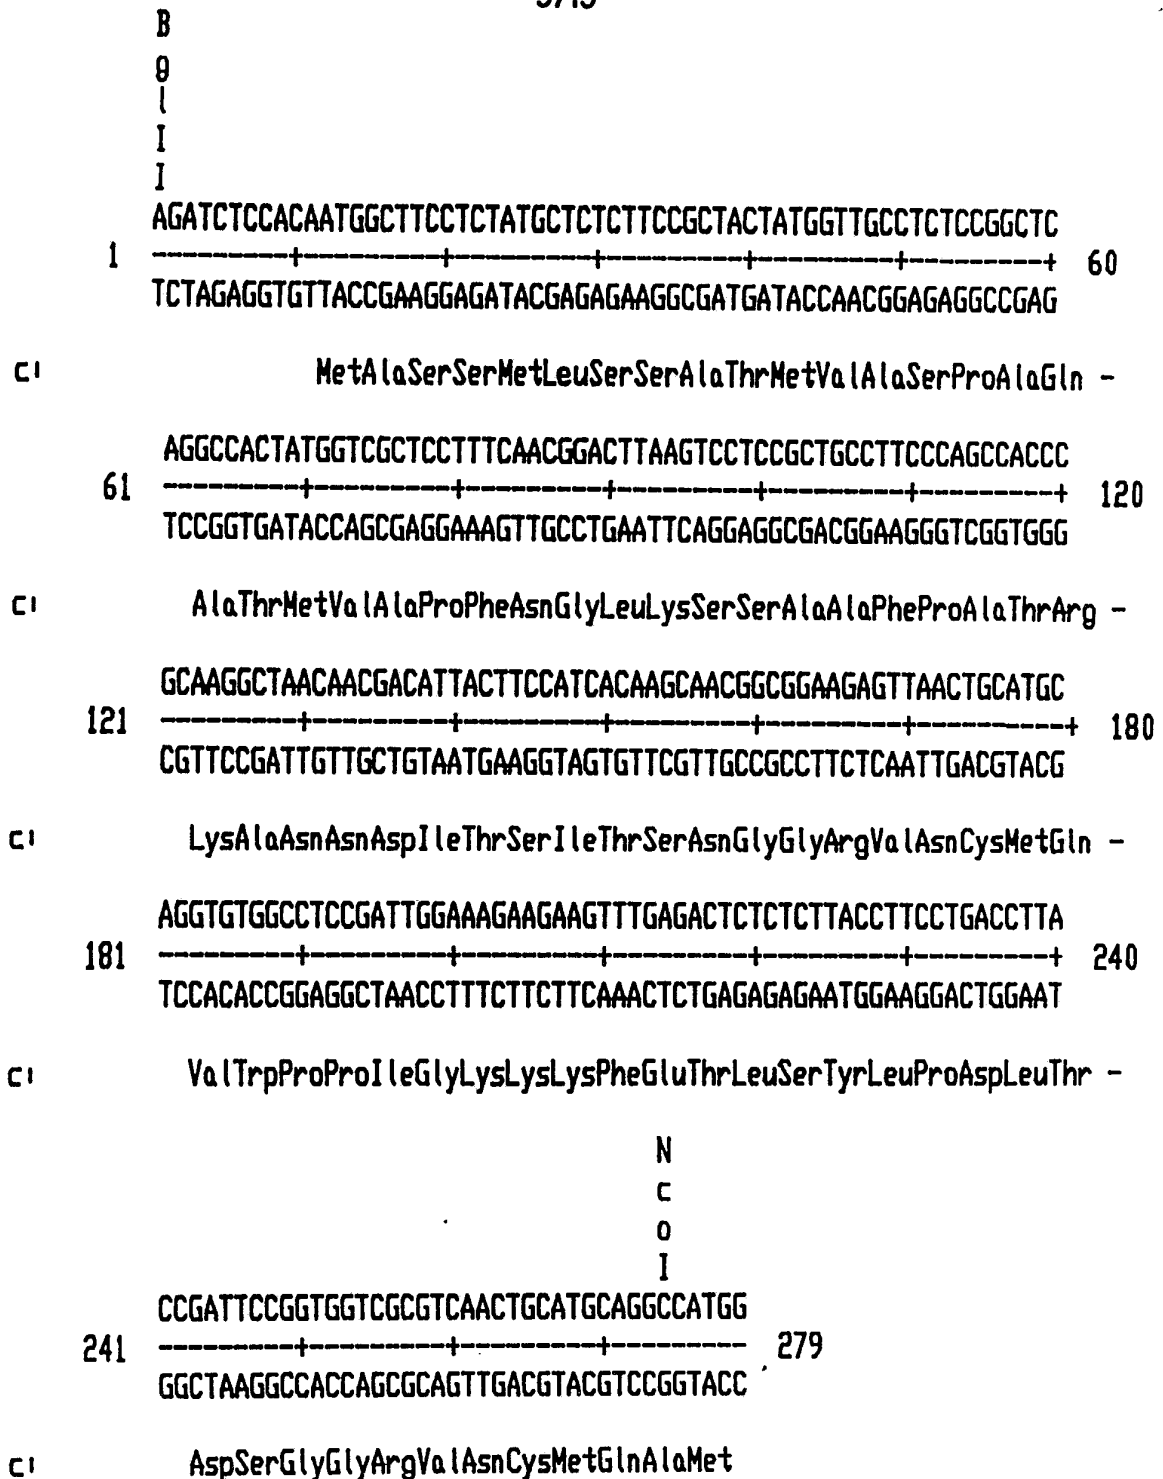 B
g
l
I
I
AGATCTCCACAATGGCTTCCTCTATGCTCTCTTCCGCTACTATGGTTGCCTCTCCGGCTC
1 ---------+---------+---------+---------+---------+---------+ 60
TCTAGAGGTGTTACCGAAGGAGATACGAGAGAAGGCGATGATACCAACGGAGAGGCCGAG
c' MetAlaSerSerMetLeuSerSerAlaThrMetValAlaSerProAlaGln -
AGGCCACTATGGTCGCTCCTTTCAACGGACTTAAGTCCTCCGCTGCCTTCCCAGCCACCC
61 ---------+---------+---------+---------+---------+---------+ 120
TCCGGTGATACCAGCGAGGAAAGTTGCCTGAATTCAGGAGGCGACGGAAGGGTCGGTGGG
c' AlaThrMetValAlaProPheAsnGlyLeuLysSerSerAlaAlaPheProAlaThrArg -
GCAAGGCTAACAACGACATTACTTCCATCACAAGCAACGGCGGAAGAGTTAACTGCATGC
121 ---------+---------+---------+---------+---------+---------+ 180
CGTTCCGATTGTTGCTGTAATGAAGGTAGTGTTCGTTGCCGCCTTCTCAATTGACGTACG
c' LysAlaAsnAsnAspIleThrSerIleThrSerAsnGlyGlyArgValAsnCysMetGln -
AGGTGTGGCCTCCGATTGGAAAGAAGAAGTTTGAGACTCTCTCTTACCTTCCTGACCTTA
181 ---------+---------+---------+---------+---------+---------+ 240
TCCACACCGGAGGCTAACCTTTCTTCTTCAAACTCTGAGAGAGAATGGAAGGACTGGAAT
c' ValTrpProProIleGlyLysLysLysPheGluThrLeuSerTyrLeuProAspLeuThr -
N
c
o
I
CCGATTCCGGTGGTCGCGTCAACTGCATGCAGGCCATGG
241 ---------+---------+---------+--------- 279
GGCTAAGGCCACCAGCGCAGTTGACGTACGTCCGGTACC
c' AspSerGlyGlyArgValAsnCysMetGlnAlaMet